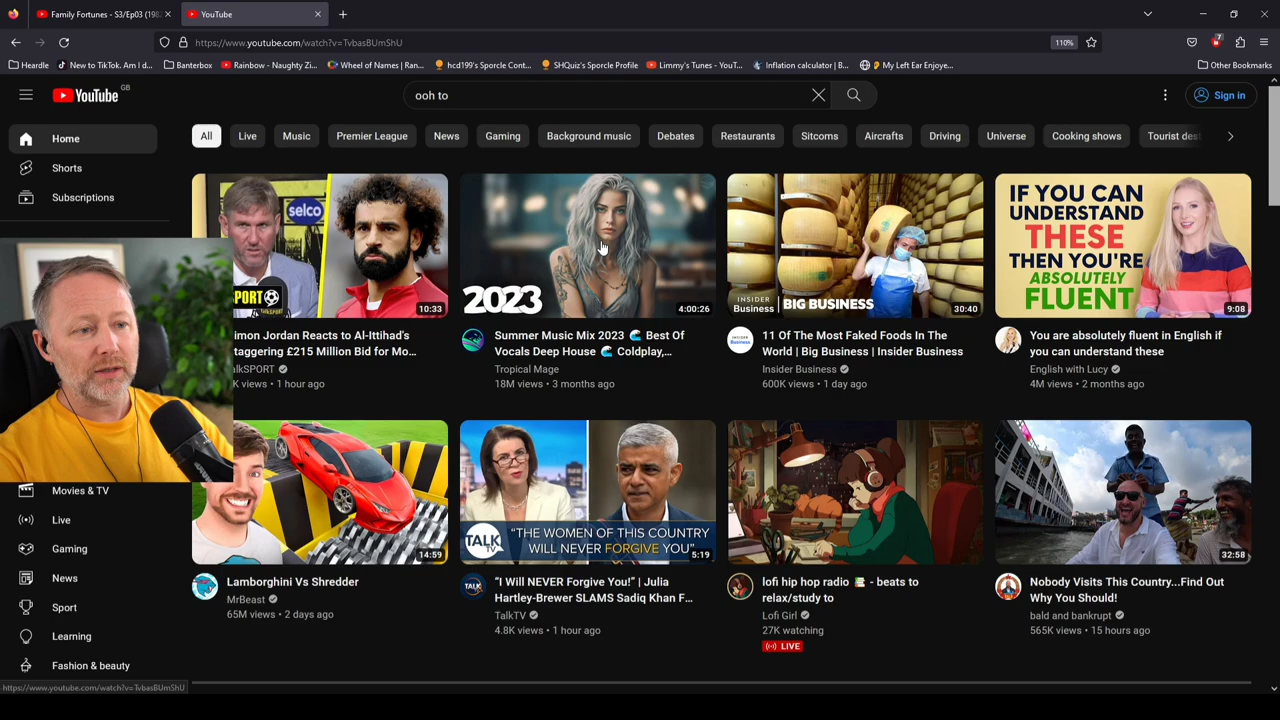 Family Fortunes - S3/Ep03 (198
YouTube
https://www.youtube.com/watch?v=TvbasBUmShU
110%
7
Heardle
New to TikTok. Am I d...
Banterbox
Rainbow - Naughty Zi...
Wheel of Names | Ran...
hcd199's Sporcle Cont...
SHQuiz's Sporcle Profile
Limmy's Tunes - YouT...
Inflation calculator | B...
My Left Ear Enjoye...
Other Bookmarks
YouTube GB
ooh to
Sign in
Home
Shorts
Subscriptions
All
Live
Music
Premier League
News
Gaming
Background music
Debates
Restaurants
Sitcoms
Aircrafts
Driving
Universe
Cooking shows
Tourist des
selco
SPORT
10:33
2023
4:00:26
INSIDER
Business
BIG BUSINESS
30:40
IF YOU CAN
UNDERSTAND
THESE
THEN YOU'RE
ABSOLUTELY
FLUENT
9:08
imon Jordan Reacts to Al-Ittihad's
taggering £215 Million Bid for Mo...
alkSPORT
K views • 1 hour ago
Summer Music Mix 2023 🌊 Best Of
Vocals Deep House 🌊 Coldplay,...
Tropical Mage
18M views • 3 months ago
INSIDER
BUSINESS
11 Of The Most Faked Foods In The
World | Big Business | Insider Business
Insider Business
600K views • 1 day ago
You are absolutely fluent in English if
you can understand these
English with Lucy
4M views • 2 months ago
14:59
TALK
TV
"THE WOMEN OF THIS COUNTRY
WILL NEVER FORGIVE YOU"
5:19
32:58
Lamborghini Vs Shredder
MrBeast
65M views • 2 days ago
TALK
"I Will NEVER Forgive You!" | Julia
Hartley-Brewer SLAMS Sadiq Khan F...
TalkTV
4.8K views • 1 hour ago
lofi hip hop radio 📚 - beats to
relax/study to
Lofi Girl
27K watching
LIVE
Nobody Visits This Country...Find Out
Why You Should!
bald and bankrupt
565K views • 15 hours ago
Movies & TV
Live
Gaming
News
Sport
Learning
Fashion & beauty
https://www.youtube.com/watch?v=TvbasBUmShU